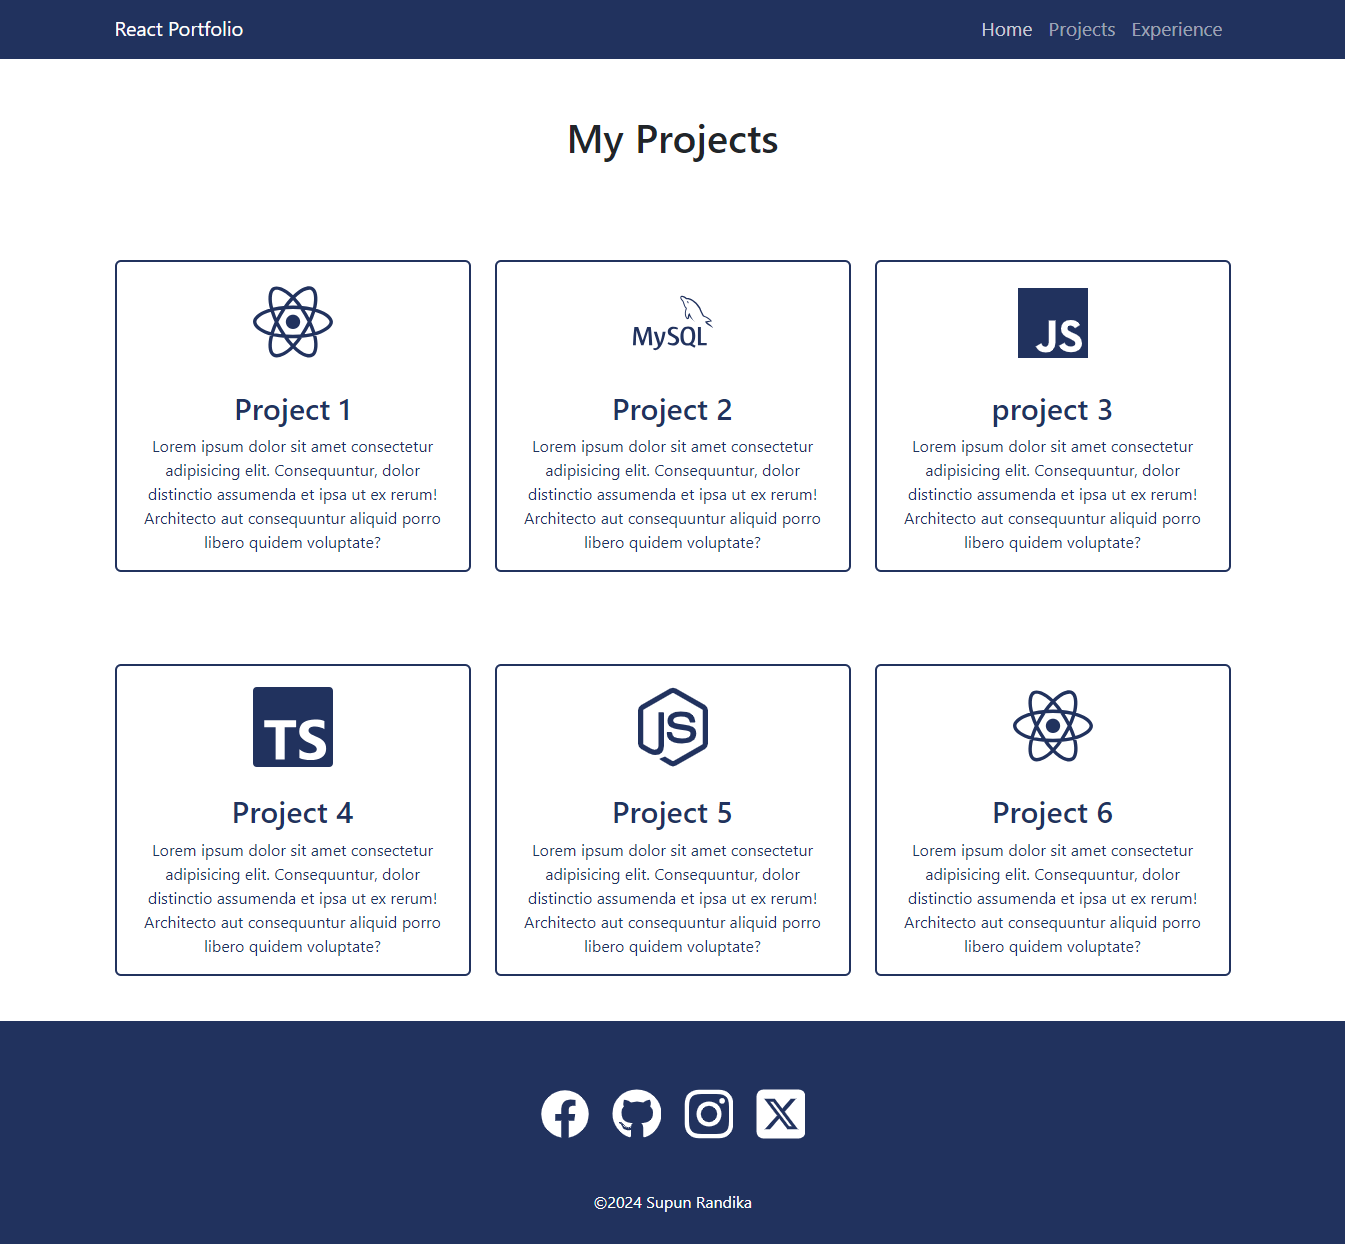 React Portfolio
Home Projects Experience
My Projects
MySQL
JS
Project 1
Lorem ipsum dolor sit amet consectetur
adipisicing elit. Consequuntur, dolor
distinctio assumenda et ipsa ut ex rerum!
Architecto aut consequuntur aliquid porro
libero quidem voluptate?
Project 2
Lorem ipsum dolor sit amet consectetur
adipisicing elit. Consequuntur, dolor
distinctio assumenda et ipsa ut ex rerum!
Architecto aut consequuntur aliquid porro
libero quidem voluptate?
project 3
Lorem ipsum dolor sit amet consectetur
adipisicing elit. Consequuntur, dolor
distinctio assumenda et ipsa ut ex rerum!
Architecto aut consequuntur aliquid porro
libero quidem voluptate?
TS
Project 4
Lorem ipsum dolor sit amet consectetur
adipisicing elit. Consequuntur, dolor
distinctio assumenda et ipsa ut ex rerum!
Architecto aut consequuntur aliquid porro
libero quidem voluptate?
JS
Project 5
Lorem ipsum dolor sit amet consectetur
adipisicing elit. Consequuntur, dolor
distinctio assumenda et ipsa ut ex rerum!
Architecto aut consequuntur aliquid porro
libero quidem voluptate?
Project 6
Lorem ipsum dolor sit amet consectetur
adipisicing elit. Consequuntur, dolor
distinctio assumenda et ipsa ut ex rerum!
Architecto aut consequuntur aliquid porro
libero quidem voluptate?
©2024 Supun Randika